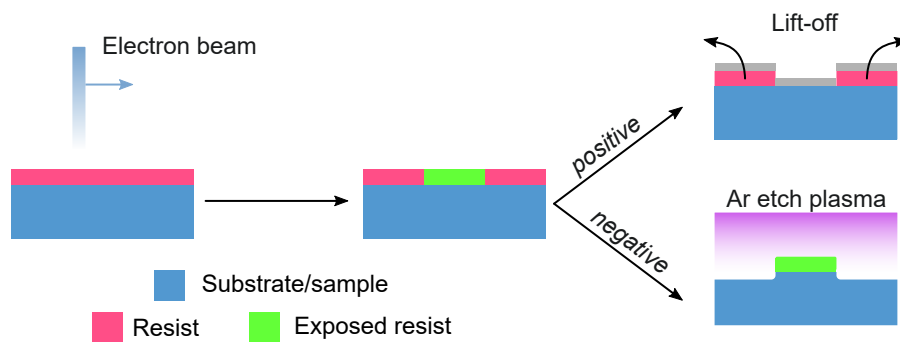 Electron beam
Lift-off
positive
negative
Ar etch plasma
Substrate/sample
Resist
Exposed resist